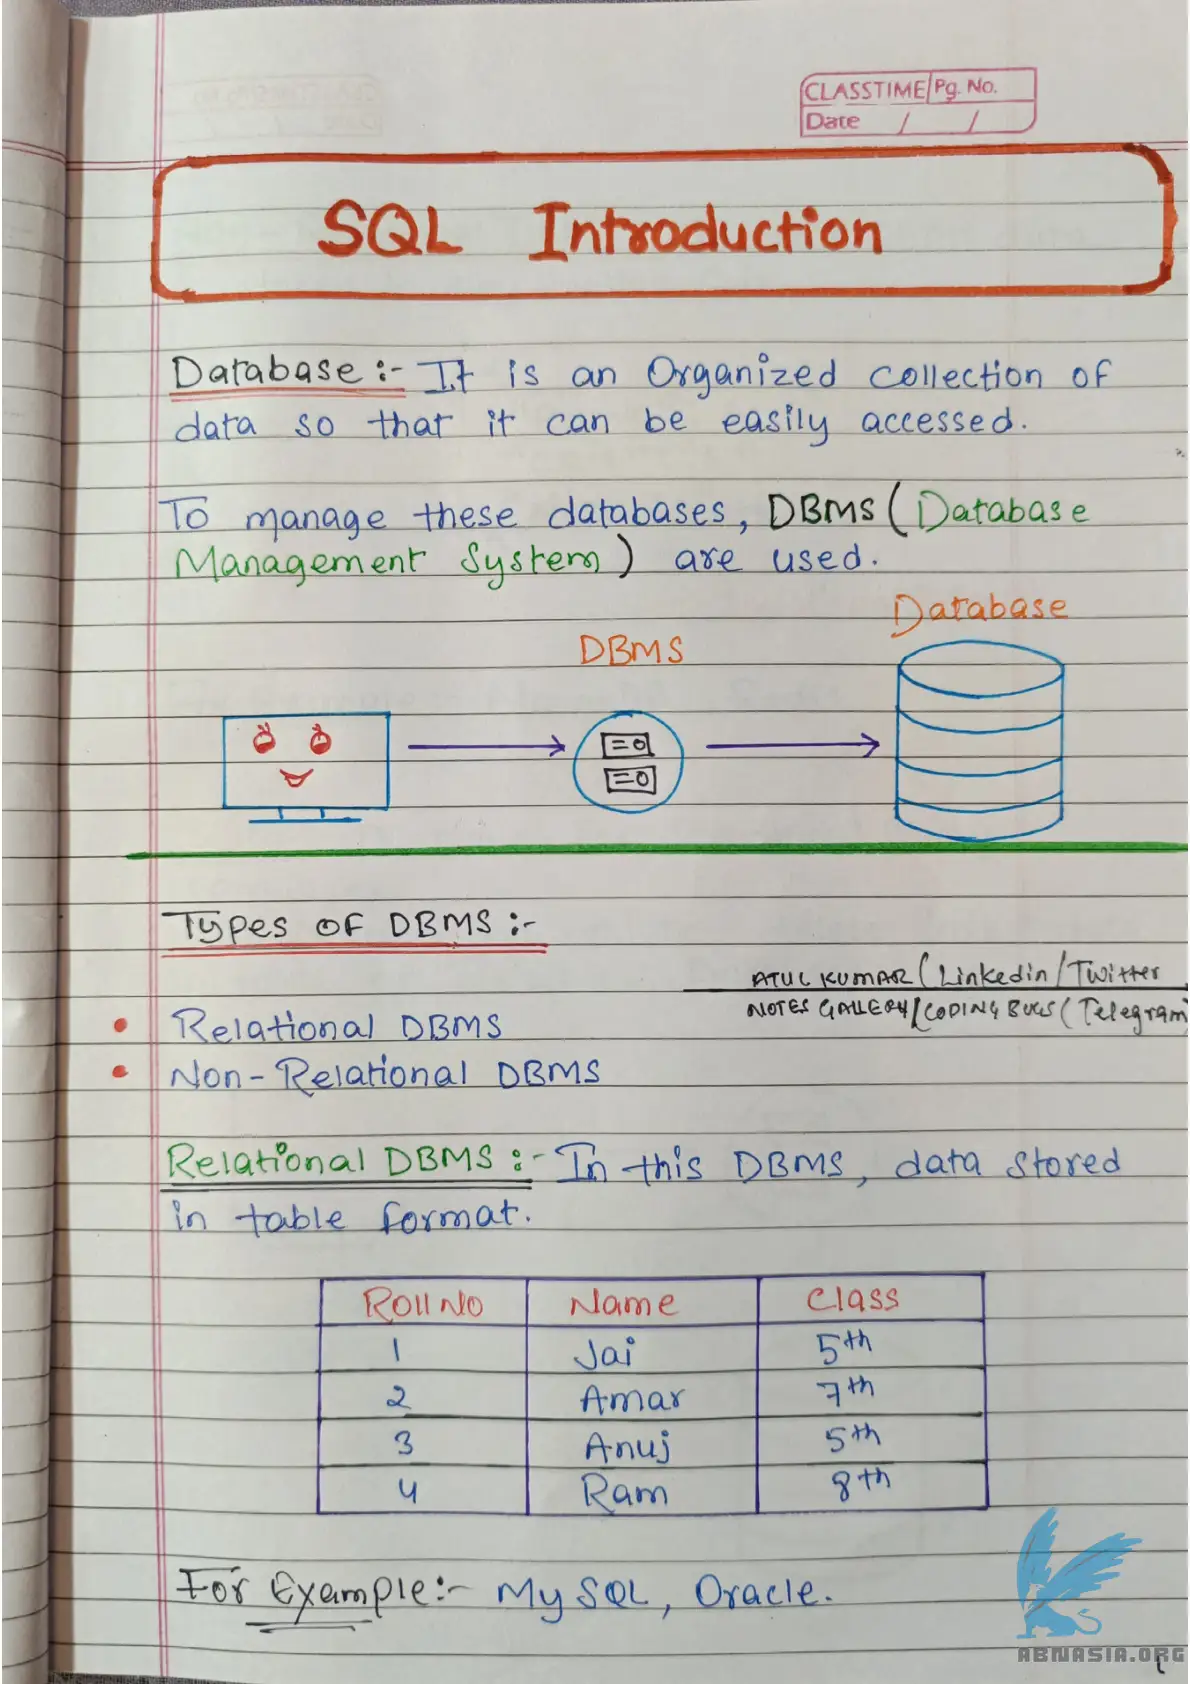 CLASSTIME Pg. No.
Date / /
SQL Introduction
Database :- It is an Organized collection of
data so that it can be easily accessed.
To manage these databases, DBMS (Database
Management System) are used.
Database
DBMS
Types OF DBMS :-
ATUL KUMAR (Linkedin/Twitter
NOTES GALLERY/CODING BUGS (Telegram)
• Relational DBMS
• Non-Relational DBMS
Relational DBMS :- In this DBMS, data stored
in table format.
Roll No Name Class
1 Jai 5th
2 Amar 7th
3 Anuj 5th
4 Ram 8th
For Example :- MySQL, Oracle.
ABNASIA.ORG